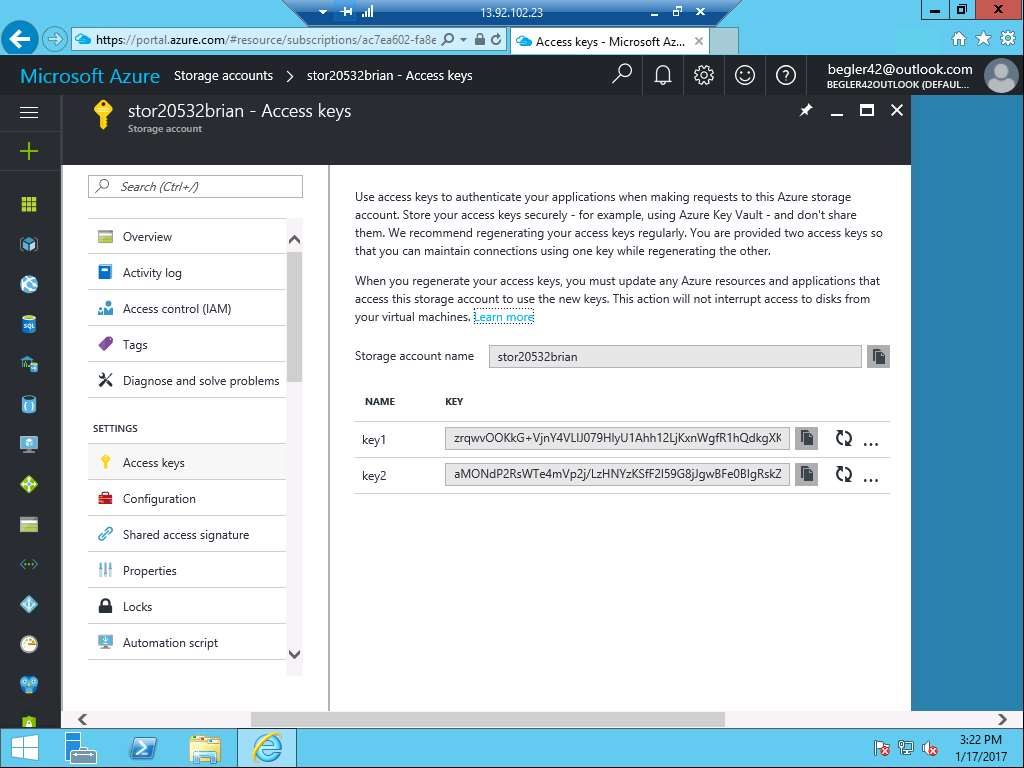 13.92.102.23
https://portal.azure.com/#resource/subscriptions/ac7ea602-fa8e
Access keys - Microsoft Az...
Microsoft Azure
Storage accounts
stor20532brian - Access keys
begler42@outlook.com
BEGLER42OUTLOOK (DEFAUL...
stor20532brian - Access keys
Storage account
Search (Ctrl+/)
Overview
Activity log
Access control (IAM)
Tags
Diagnose and solve problems
SETTINGS
Access keys
Configuration
Shared access signature
Properties
Locks
Automation script
Use access keys to authenticate your applications when making requests to this Azure storage
account. Store your access keys securely - for example, using Azure Key Vault - and don't share
them. We recommend regenerating your access keys regularly. You are provided two access keys so
that you can maintain connections using one key while regenerating the other.
When you regenerate your access keys, you must update any Azure resources and applications that
access this storage account to use the new keys. This action will not interrupt access to disks from
your virtual machines. Learn more
Storage account name
stor20532brian
NAME KEY
key1
key2
SQL
3:22 PM
1/17/2017